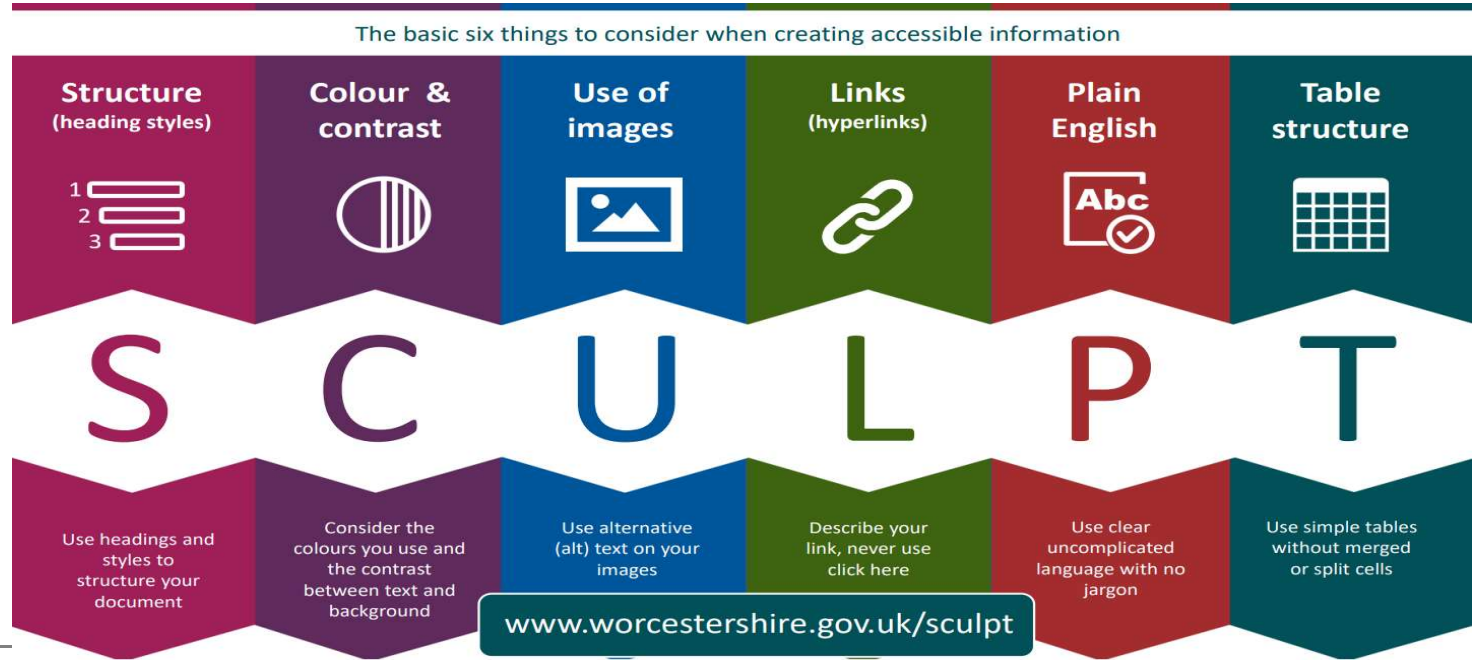 The basic six things to consider when creating accessible information
Structure
(heading styles)
1
2
3
S
Use headings and
styles to
structure your
document
Colour &
contrast
C
Consider the
colours you use and
the contrast
between text and
background
Use of
images
U
Use alternative
(alt) text on your
images
Links
(hyperlinks)
L
Describe your
link, never use
click here
Plain
English
Abc
P
Use clear
uncomplicated
language with no
jargon
Table
structure
T
Use simple tables
without merged
or split cells
www.worcestershire.gov.uk/sculpt